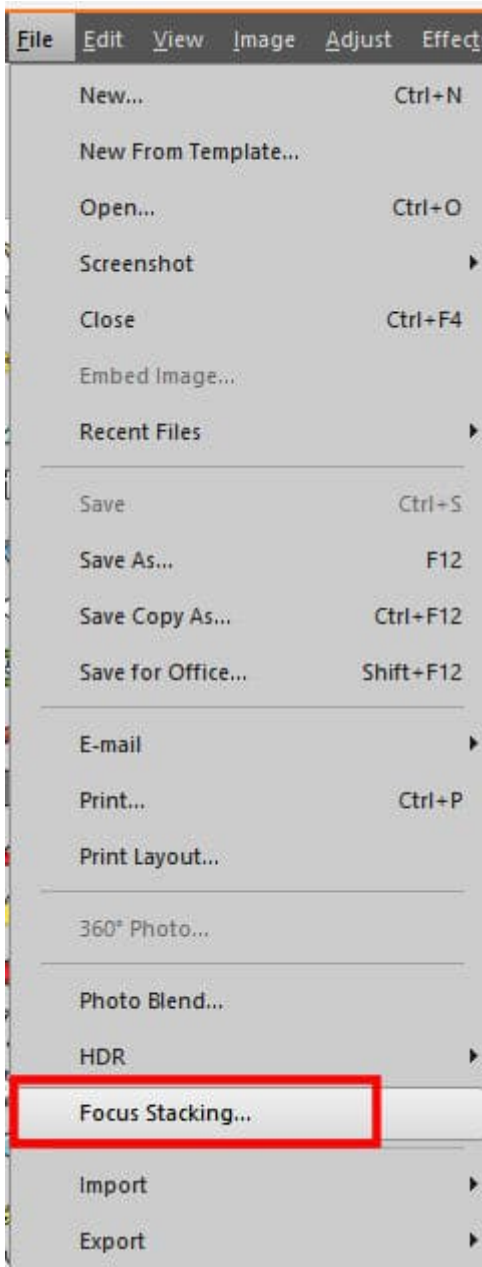 File Edit View Image Adjust Effect
New... Ctrl+N
New From Template...
Open... Ctrl+O
Screenshot
Close Ctrl+F4
Embed Image...
Recent Files
Save Ctrl+S
Save As... F12
Save Copy As... Ctrl+F12
Save for Office... Shift+F12
E-mail
Print... Ctrl+P
Print Layout...
360° Photo...
Photo Blend...
HDR
Focus Stacking...
Import
Export